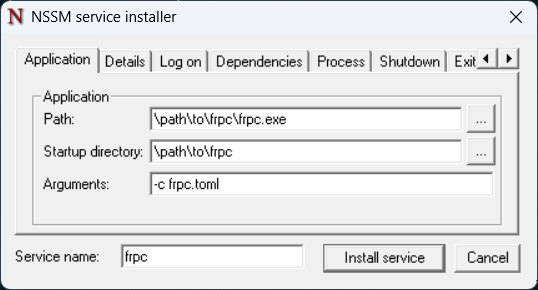 NSSM service installer
Application Details Log on Dependencies Process Shutdown Exit
Application
Path: \path\to\frpc\frpc.exe ...
Startup directory: \path\to\frpc ...
Arguments: -c frpc.toml
Service name: frpc Install service Cancel